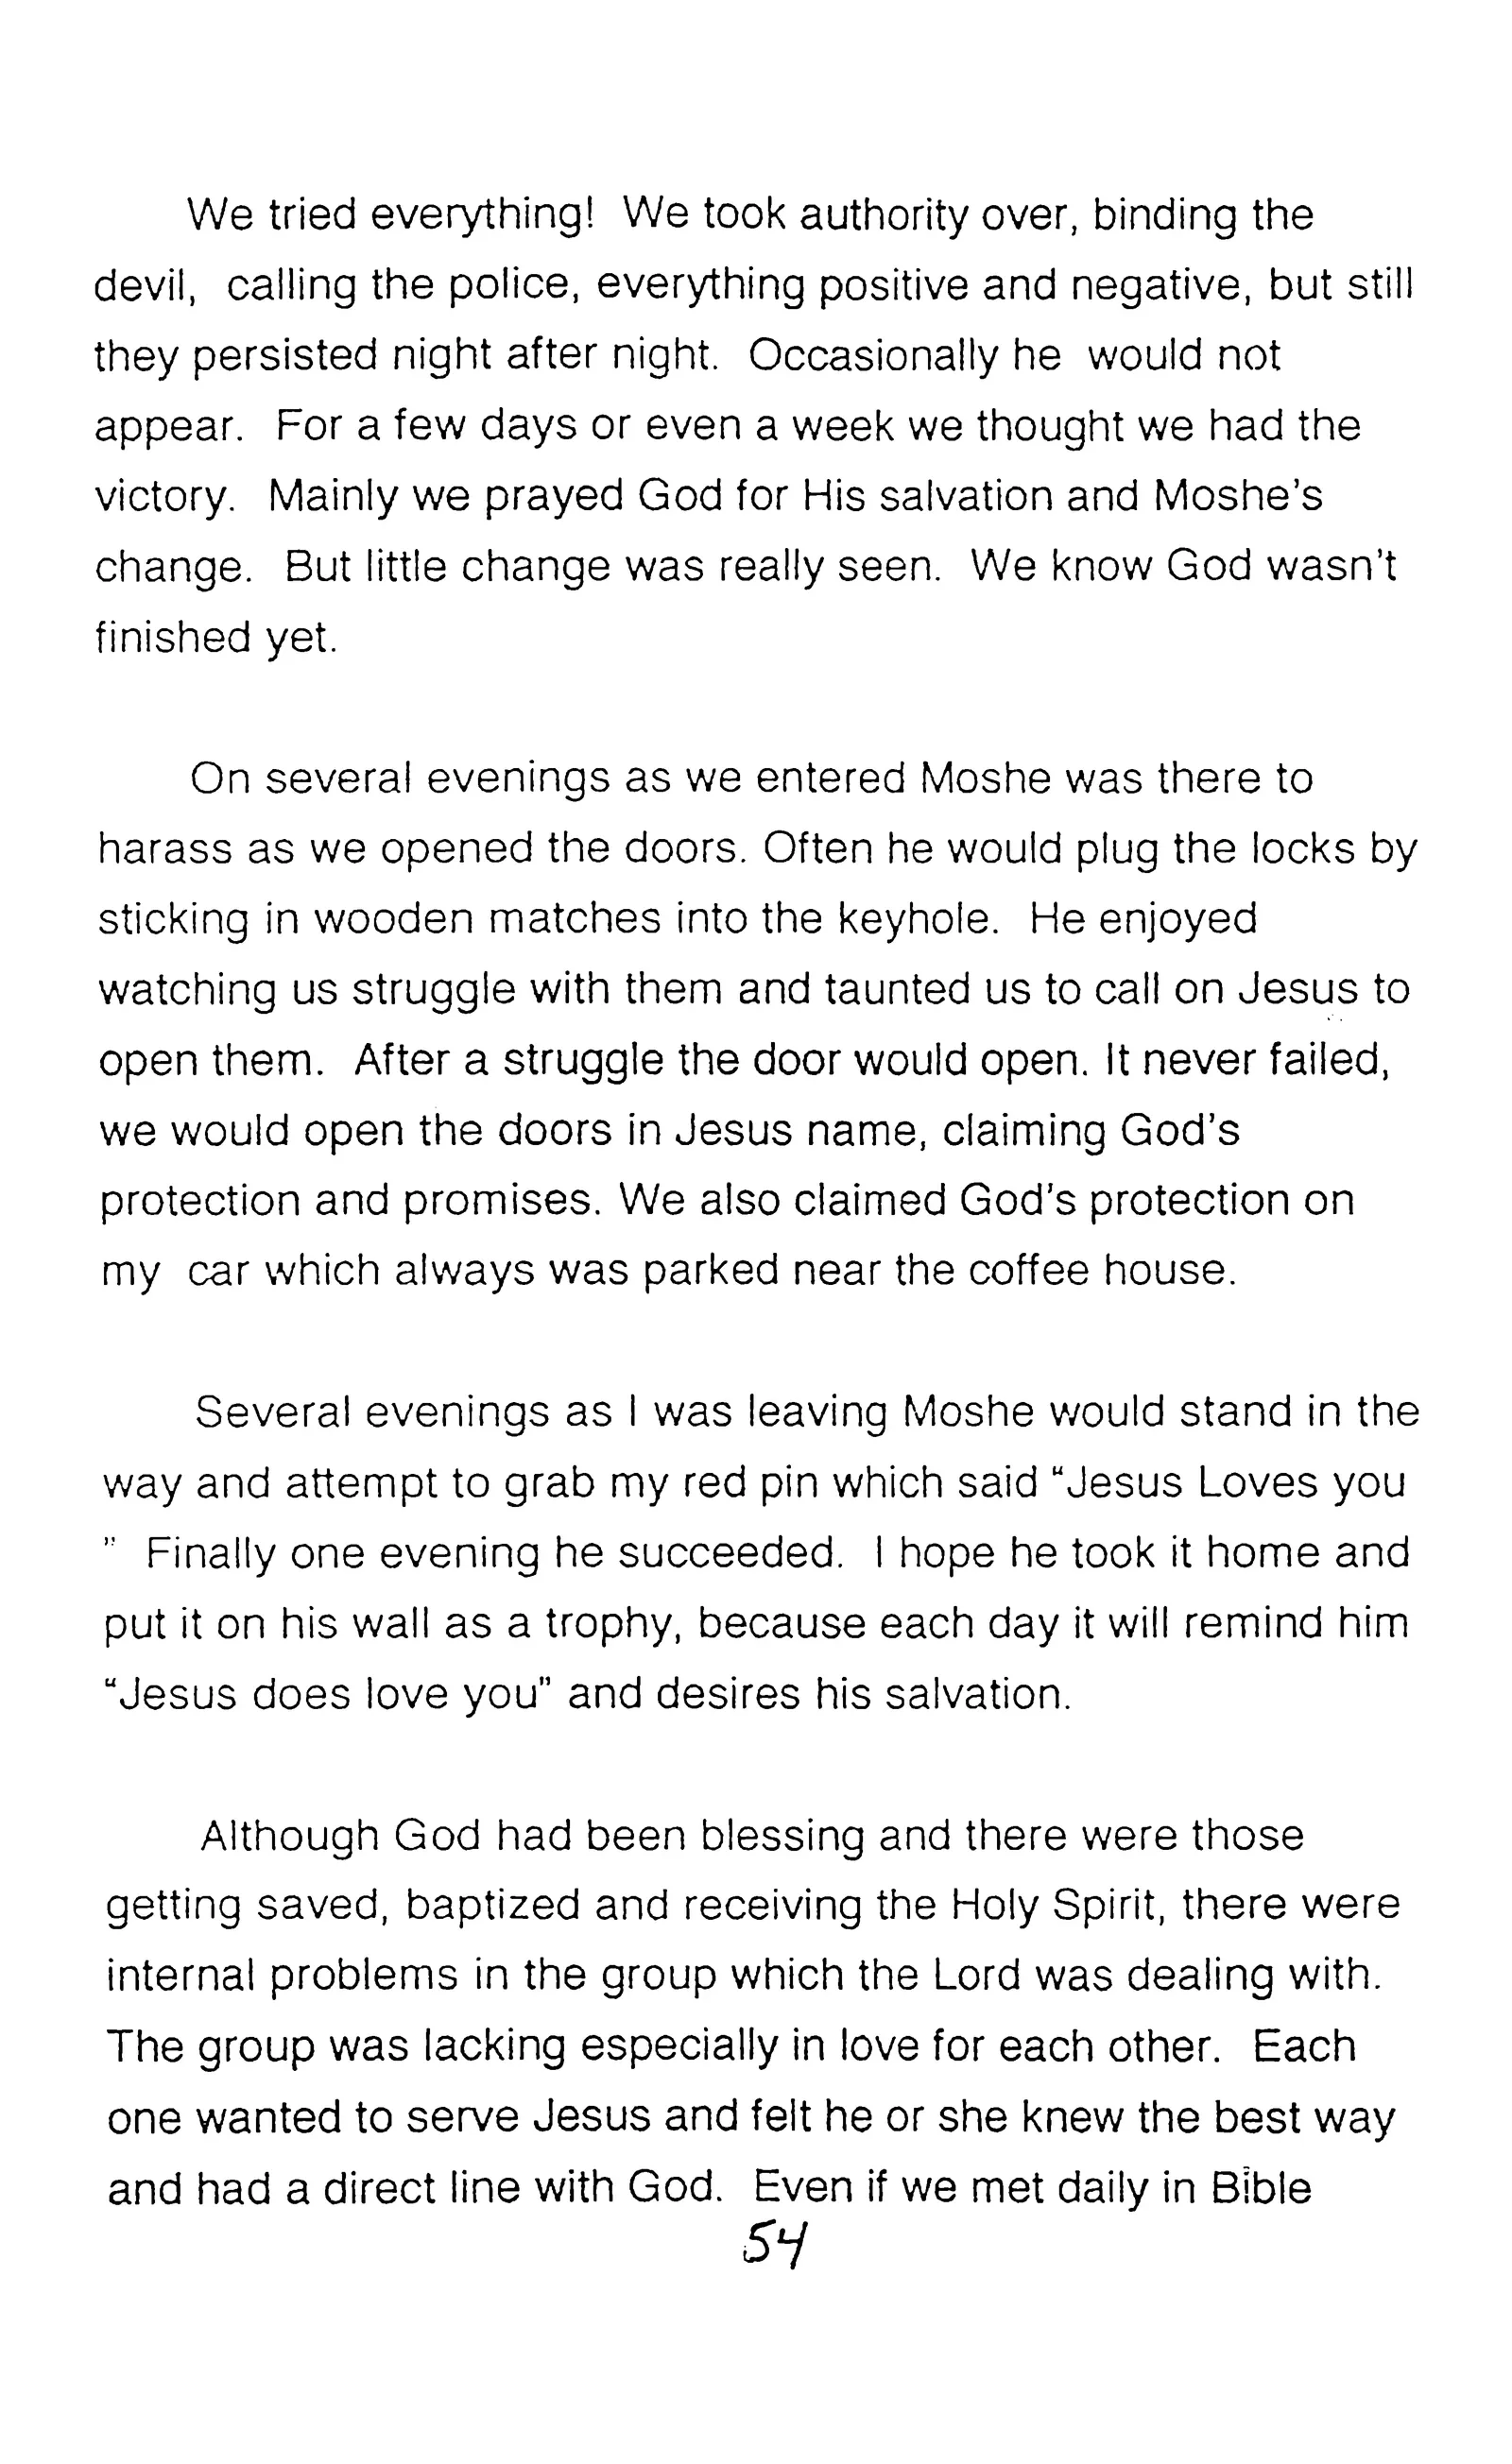 We tried everything! We took authority over, binding the
devil, calling the police, everything positive and negative, but still
they persisted night after night. Occasionally he would not
appear. For a few days or even a week we thought we had the
victory. Mainly we prayed God for His salvation and Moshe's
change. But little change was really seen. We know God wasn't
finished yet.
On several evenings as we entered Moshe was there to
harass as we opened the doors. Often he would plug the locks by
sticking in wooden matches into the keyhole. He enjoyed
watching us struggle with them and taunted us to call on Jesus to
open them. After a struggle the door would open. It never failed,
we would open the doors in Jesus name, claiming God's
protection and promises. We also claimed God's protection on
my car which always was parked near the coffee house.
Several evenings as I was leaving Moshe would stand in the
way and attempt to grab my red pin which said “Jesus Loves you
” Finally one evening he succeeded. I hope he took it home and
put it on his wall as a trophy, because each day it will remind him
“Jesus does love you” and desires his salvation.
Although God had been blessing and there were those
getting saved, baptized and receiving the Holy Spirit, there were
internal problems in the group which the Lord was dealing with.
The group was lacking especially in love for each other. Each
one wanted to serve Jesus and felt he or she knew the best way
and had a direct line with God. Even if we met daily in Bible
54